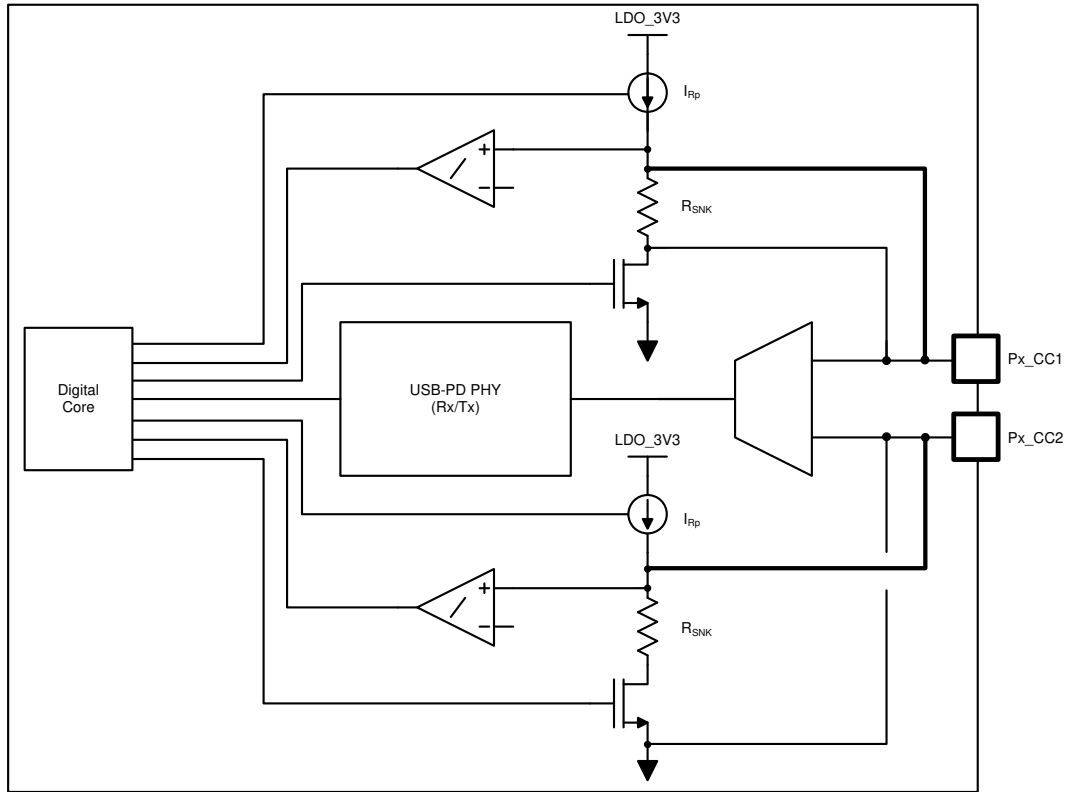 LDO_3V3
I_Rp
+
−
R_SNK
Digital
Core
USB-PD PHY
(Rx/Tx)
Px_CC1
Px_CC2
LDO_3V3
I_Rp
+
−
R_SNK